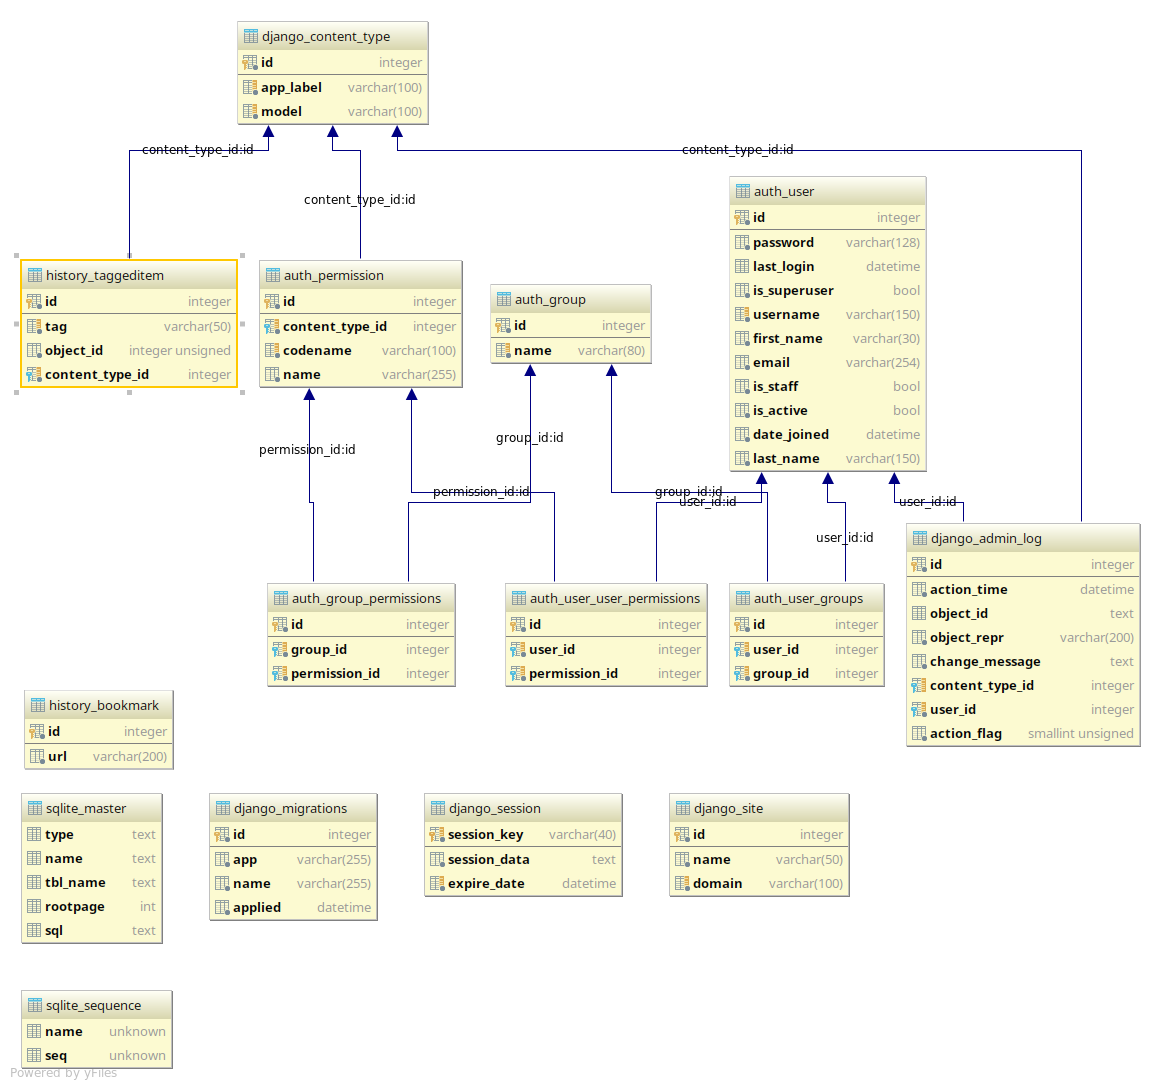 django_content_type
id integer
app_label varchar(100)
model varchar(100)
content_type_id:id
content_type_id:id
content_type_id:id
auth_user
id integer
password varchar(128)
last_login datetime
is_superuser bool
username varchar(150)
first_name varchar(30)
email varchar(254)
is_staff bool
is_active bool
date_joined datetime
last_name varchar(150)
history_taggeditem
id integer
tag varchar(50)
object_id integer unsigned
content_type_id integer
auth_permission
id integer
content_type_id integer
codename varchar(100)
name varchar(255)
auth_group
id integer
name varchar(80)
permission_id:id
group_id:id
permission_id:id
group_id:id
user_id:id
user_id:id
user_id:id
django_admin_log
id integer
action_time datetime
object_id text
object_repr varchar(200)
change_message text
content_type_id integer
user_id integer
action_flag smallint unsigned
auth_group_permissions
id integer
group_id integer
permission_id integer
auth_user_user_permissions
id integer
user_id integer
permission_id integer
auth_user_groups
id integer
user_id integer
group_id integer
history_bookmark
id integer
url varchar(200)
sqlite_master
type text
name text
tbl_name text
rootpage int
sql text
django_migrations
id integer
app varchar(255)
name varchar(255)
applied datetime
django_session
session_key varchar(40)
session_data text
expire_date datetime
django_site
id integer
name varchar(50)
domain varchar(100)
sqlite_sequence
name unknown
seq unknown
Powered by yFiles